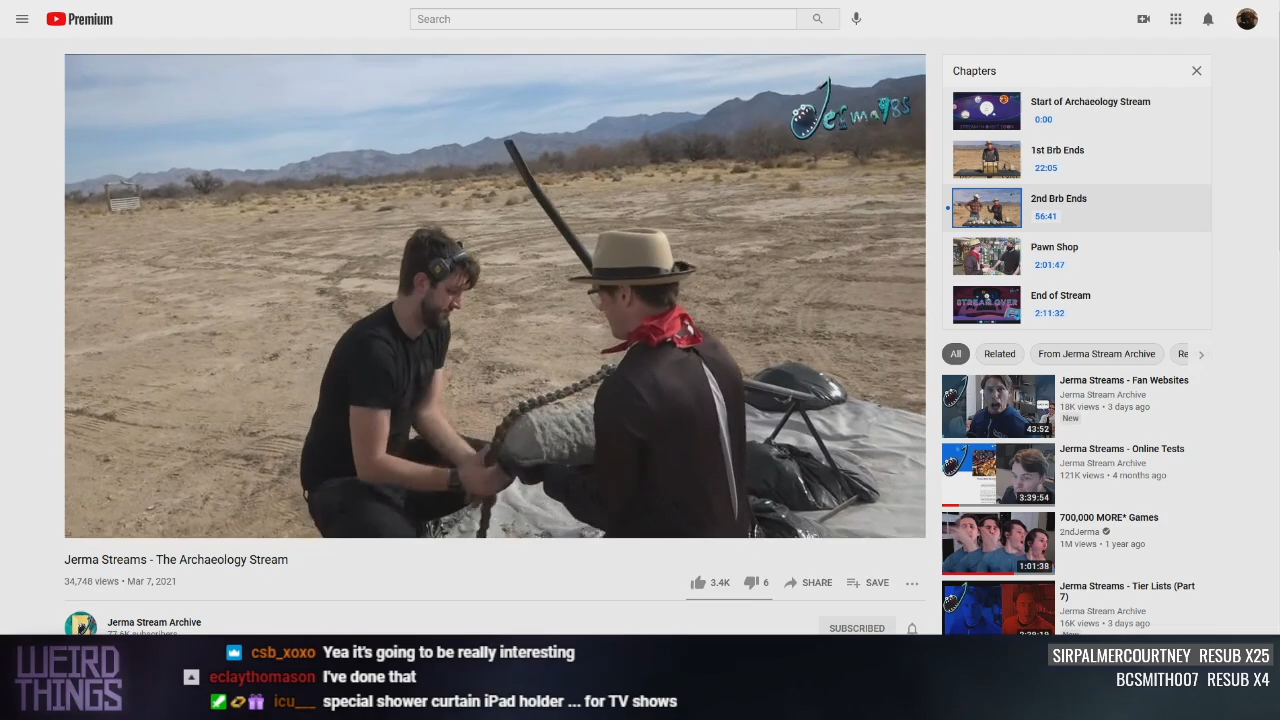 Premium
Search
Jerma985
Chapters
Start of Archaeology Stream
0:00
1st Brb Ends
22:05
2nd Brb Ends
56:41
Pawn Shop
2:01:47
STREAM OVER
End of Stream
2:11:32
All
Related
From Jerma Stream Archive
Re
Jerma Streams - Fan Websites
Jerma Stream Archive
18K views • 3 days ago
New
43:52
Jerma Streams - Online Tests
Jerma Stream Archive
121K views • 4 months ago
3:39:54
700,000 MORE* Games
2ndJerma
1M views • 1 year ago
1:01:38
Jerma Streams - Tier Lists (Part
7)
Jerma Stream Archive
16K views • 3 days ago
Jerma Streams - The Archaeology Stream
34,748 views • Mar 7, 2021
3.4K
6
SHARE
SAVE
Jerma Stream Archive
SUBSCRIBED
WEIRD
THINGS
csb_xoxo Yea it's going to be really interesting
eclaythomason I've done that
icu___ special shower curtain iPad holder ... for TV shows
SIRPALMERCOURTNEY RESUB X25
BCSMITH007 RESUB X4